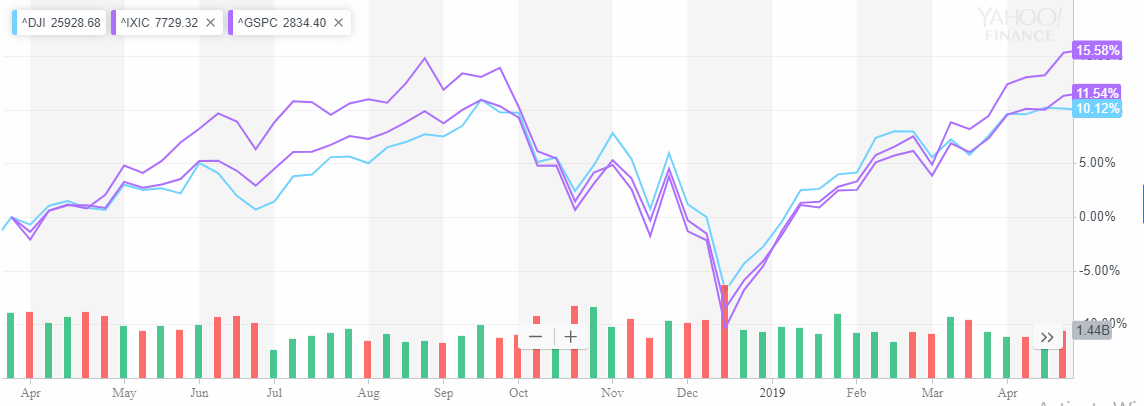 ^DJI 25928.68 ^IXIC 7729.32 ✕ ^GSPC 2834.40 ✕
YAHOO!
FINANCE
15.58%
11.54%
10.12%
5.00%
0.00%
-5.00%
1.44B
Apr May Jun Jul Aug Sep Oct Nov Dec 2019 Feb Mar Apr